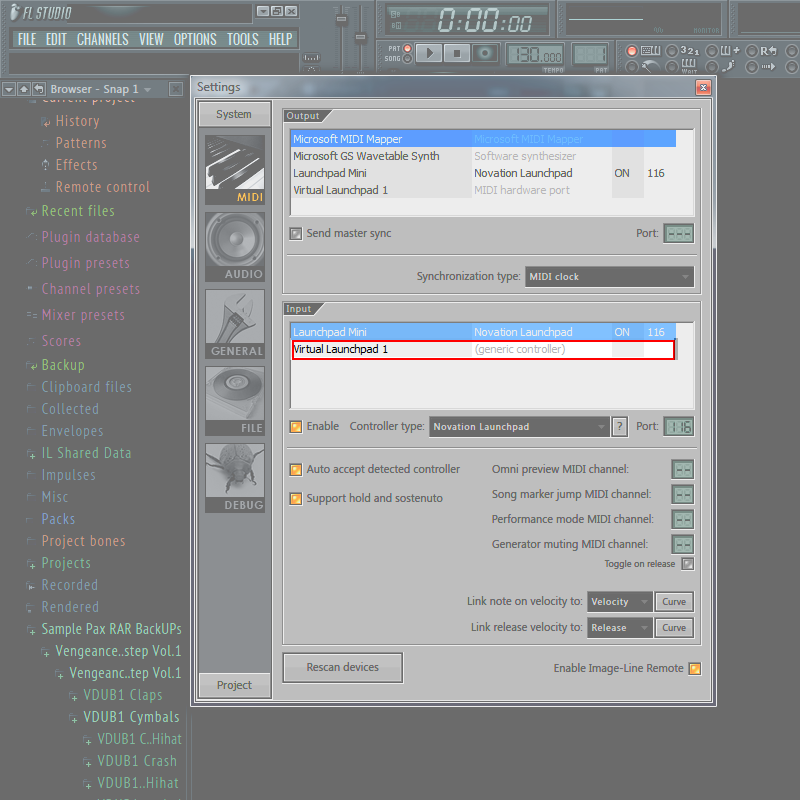 FL STUDIO
FILE EDIT CHANNELS VIEW OPTIONS TOOLS HELP
0:00:00
MONITOR
PAT
SONG
130.000
TEMPO
PAT
321
WAIT
Browser - Snap 1
Current project
History
Patterns
Effects
Remote control
Recent files
Plugin database
Plugin presets
Channel presets
Mixer presets
Scores
Backup
Clipboard files
Collected
Envelopes
IL Shared Data
Impulses
Misc
Packs
Project bones
Projects
Recorded
Rendered
Sample Pax RAR BackUPs
Vengeance..step Vol.1
Vengeanc..tep Vol.1
VDUB1 Claps
VDUB1 Cymbals
VDUB1 C..Hihat
VDUB1 Crash
VDUB1..Hihat
Settings
System
MIDI
AUDIO
GENERAL
FILE
DEBUG
Project
Output
Microsoft MIDI Mapper Microsoft MIDI Mapper
Microsoft GS Wavetable Synth Software synthesizer
Launchpad Mini Novation Launchpad ON 116
Virtual Launchpad 1 MIDI hardware port
Send master sync Port: ---
Synchronization type: MIDI clock
Input
Launchpad Mini Novation Launchpad ON 116
Virtual Launchpad 1 (generic controller)
Enable Controller type: Novation Launchpad ? Port: 116
Auto accept detected controller
Support hold and sostenuto
Omni preview MIDI channel: --
Song marker jump MIDI channel: --
Performance mode MIDI channel: --
Generator muting MIDI channel: --
Toggle on release
Link note on velocity to: Velocity Curve
Link release velocity to: Release Curve
Rescan devices
Enable Image-Line Remote